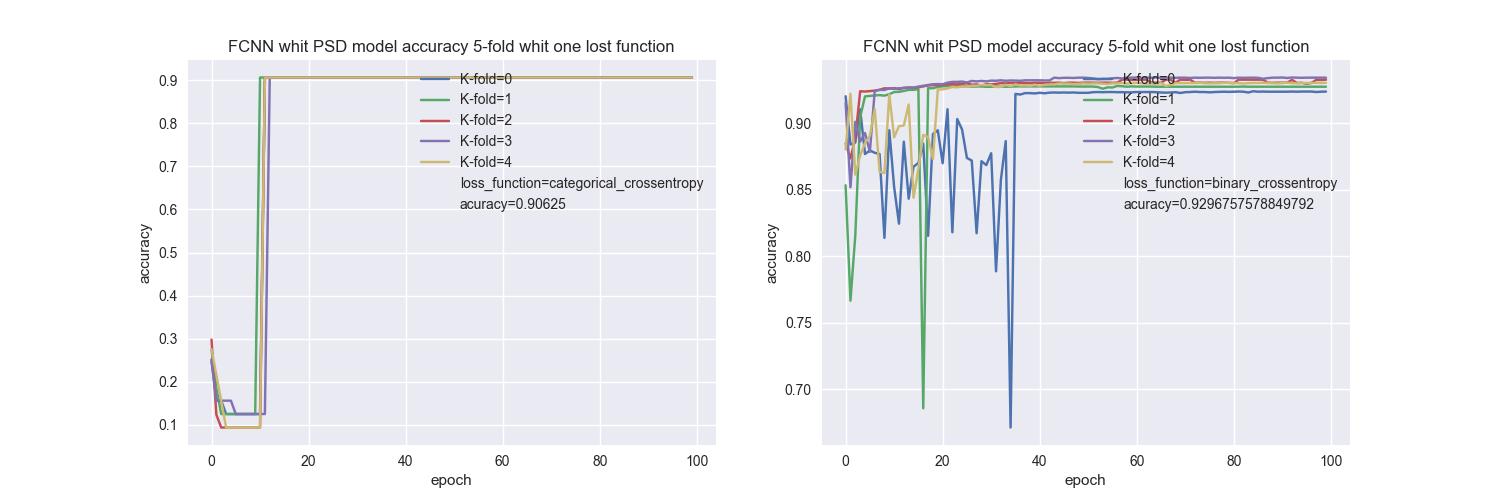 FCNN whit PSD model accuracy 5-fold whit one lost function
0.9
0.8
0.7
0.6
0.5
0.4
0.3
0.2
0.1
accuracy
0
20
40
60
80
100
epoch
K-fold=0
K-fold=1
K-fold=2
K-fold=3
K-fold=4
loss_function=categorical_crossentropy
acuracy=0.90625
FCNN whit PSD model accuracy 5-fold whit one lost function
0.90
0.85
0.80
0.75
0.70
accuracy
0
20
40
60
80
100
epoch
K-fold=0
K-fold=1
K-fold=2
K-fold=3
K-fold=4
loss_function=binary_crossentropy
acuracy=0.9296757578849792